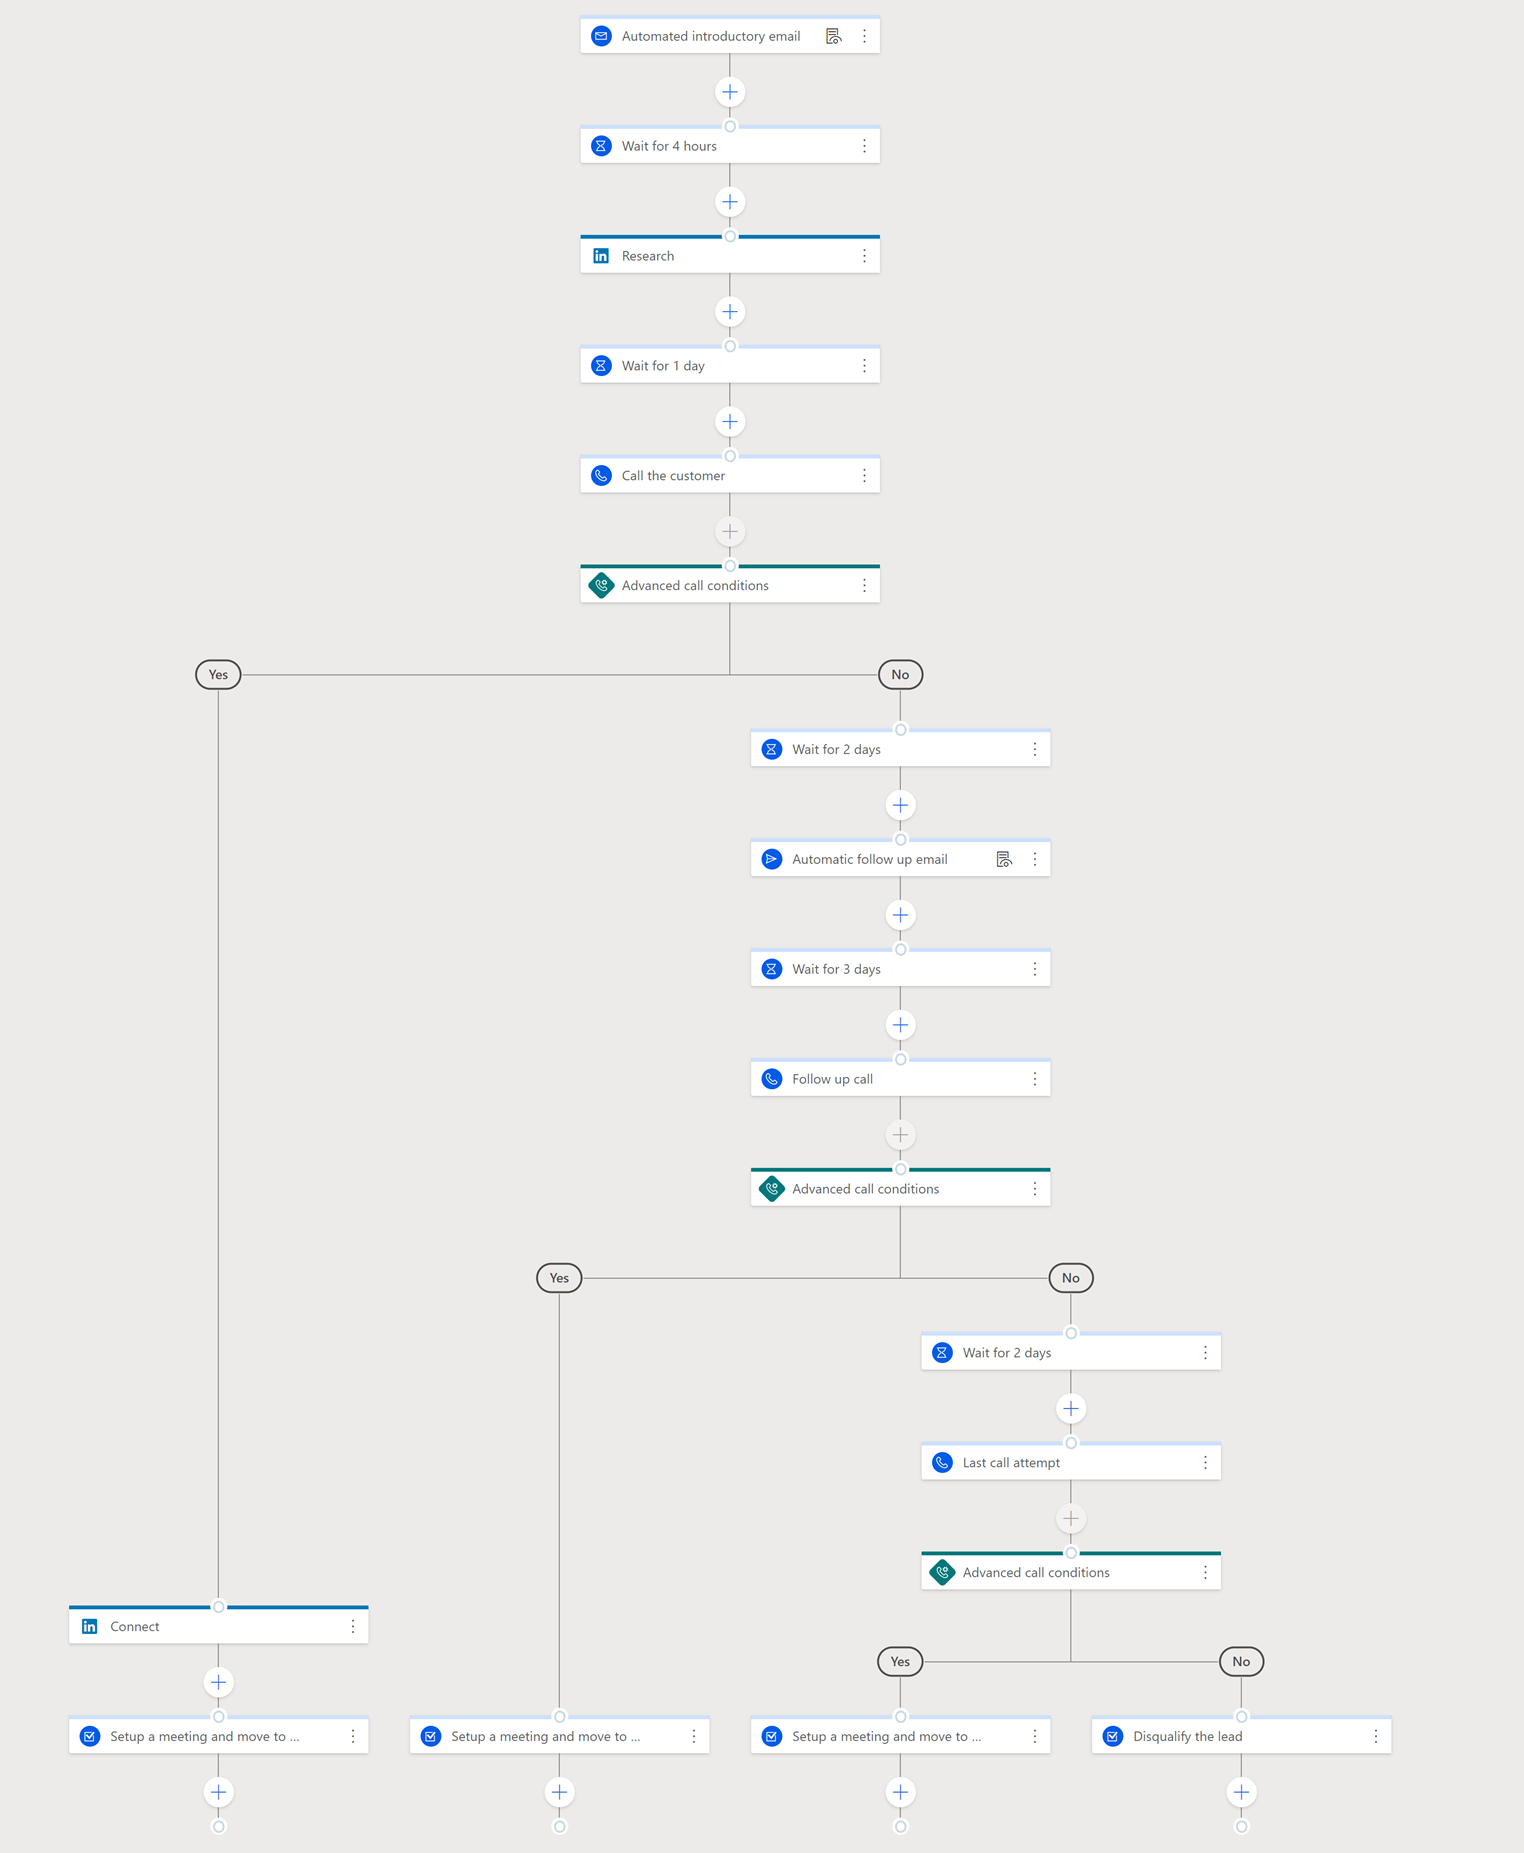 Automated introductory email
Wait for 4 hours
in Research
Wait for 1 day
Call the customer
Advanced call conditions
Yes
No
Wait for 2 days
Automatic follow up email
Wait for 3 days
Follow up call
Advanced call conditions
Yes
No
Wait for 2 days
Last call attempt
Advanced call conditions
in Connect
Yes
No
Setup a meeting and move to ...
Setup a meeting and move to ...
Setup a meeting and move to ...
Disqualify the lead